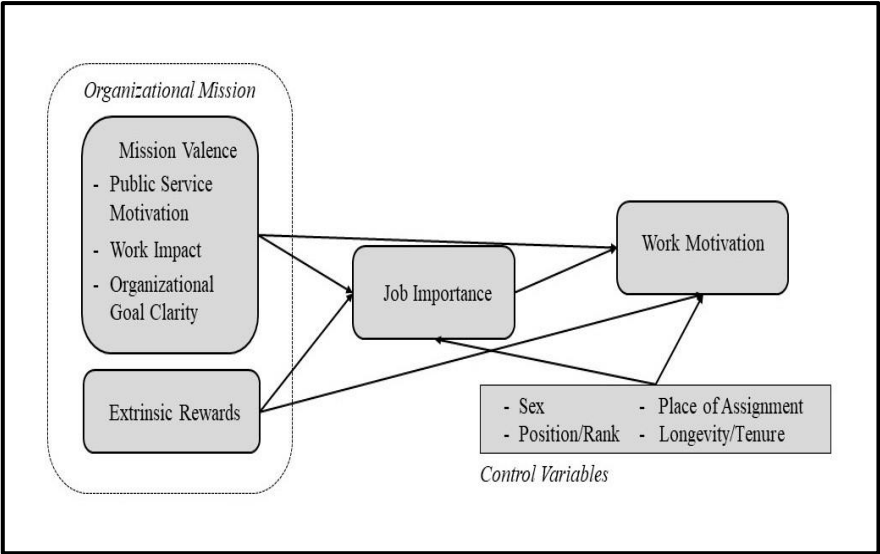 Organizational Mission
Mission Valence
- Public Service
Motivation
- Work Impact
- Organizational
Goal Clarity
Extrinsic Rewards
Job Importance
Work Motivation
- Sex
- Position/Rank
- Place of Assignment
- Longevity/Tenure
Control Variables